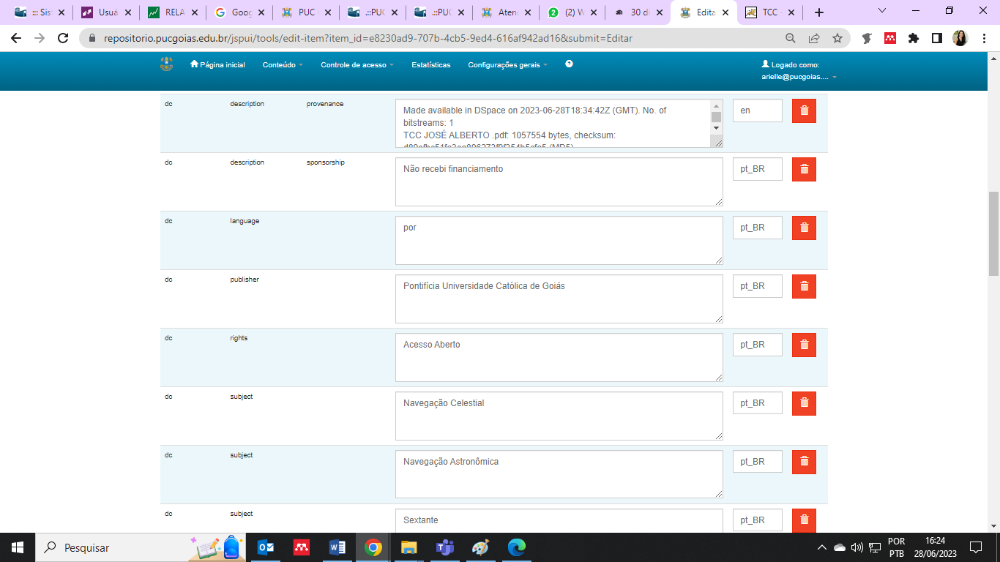 ::: Sis
Usuá
RELA
Goog
PUC
.::PUC
.::PUC
Aten
(2) W
30 di
Edita
TCC -
repositorio.pucgoias.edu.br/jspui/tools/edit-item?item_id=e8230ad9-707b-4cb5-9ed4-616af942ad16&submit=Editar
Página inicial
Conteúdo
Controle de acesso
Estatísticas
Configurações gerais
Logado como:
arielle@pucgoias....
dc description provenance
Made available in DSpace on 2023-06-28T18:34:42Z (GMT). No. of
bitstreams: 1
TCC JOSÉ ALBERTO .pdf: 1057554 bytes, checksum:
en
dc description sponsorship
Não recebi financiamento
pt_BR
dc language
por
pt_BR
dc publisher
Pontifícia Universidade Católica de Goiás
pt_BR
dc rights
Acesso Aberto
pt_BR
dc subject
Navegação Celestial
pt_BR
dc subject
Navegação Astronômica
pt_BR
dc subject
Sextante
pt_BR
Pesquisar
POR
PTB
16:24
28/06/2023